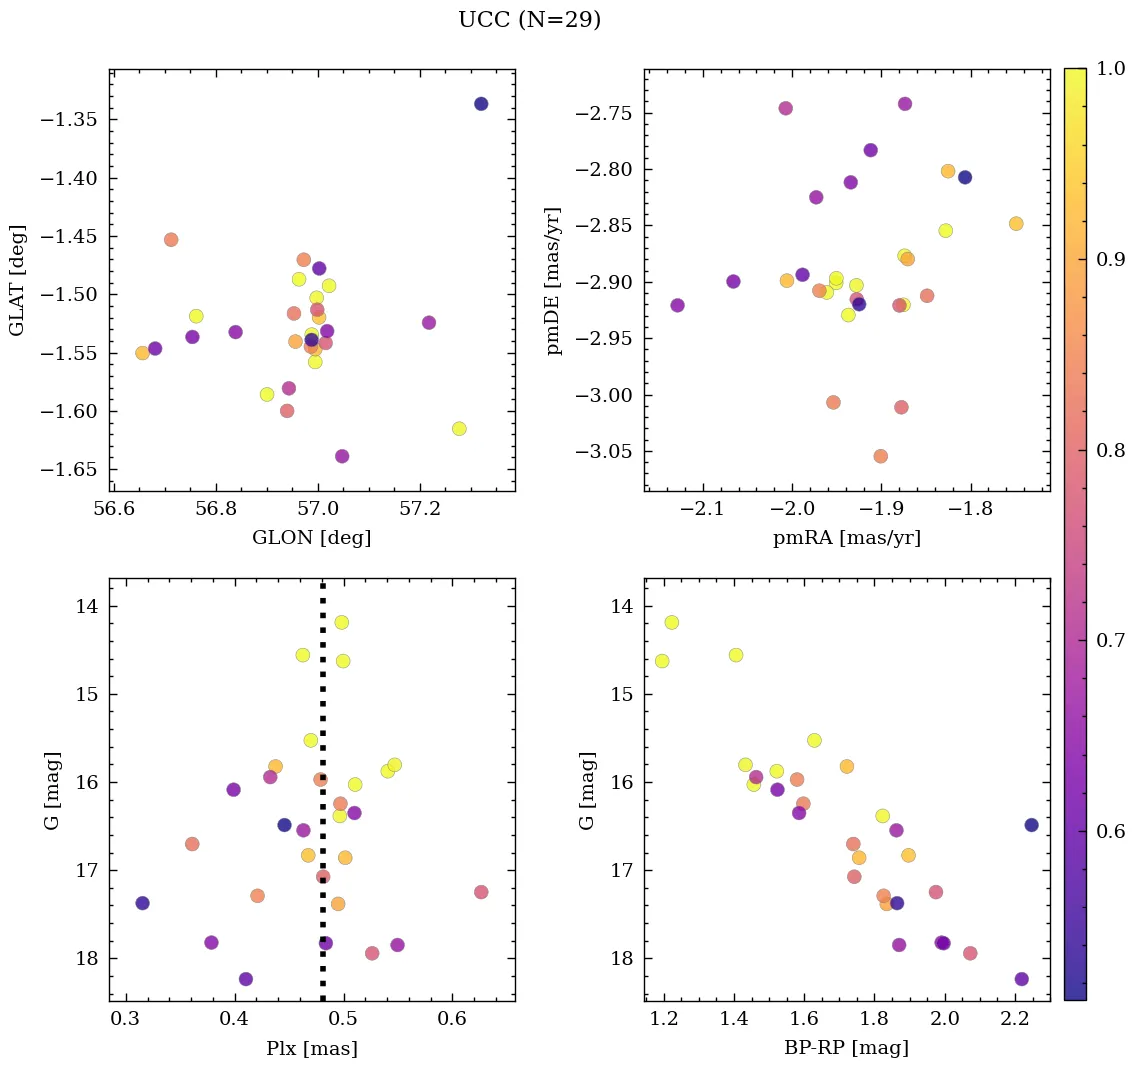 UCC (N=29)
−1.35
−1.40
−1.45
−1.50
−1.55
−1.60
−1.65
GLAT [deg]
56.6 56.8 57.0 57.2
GLON [deg]
−2.75
−2.80
−2.85
−2.90
−2.95
−3.00
−3.05
pmDE [mas/yr]
−2.1 −2.0 −1.9 −1.8
pmRA [mas/yr]
14
15
16
17
18
G [mag]
0.3 0.4 0.5 0.6
Plx [mas]
14
15
16
17
18
G [mag]
1.2 1.4 1.6 1.8 2.0 2.2
BP-RP [mag]
1.0
0.9
0.8
0.7
0.6